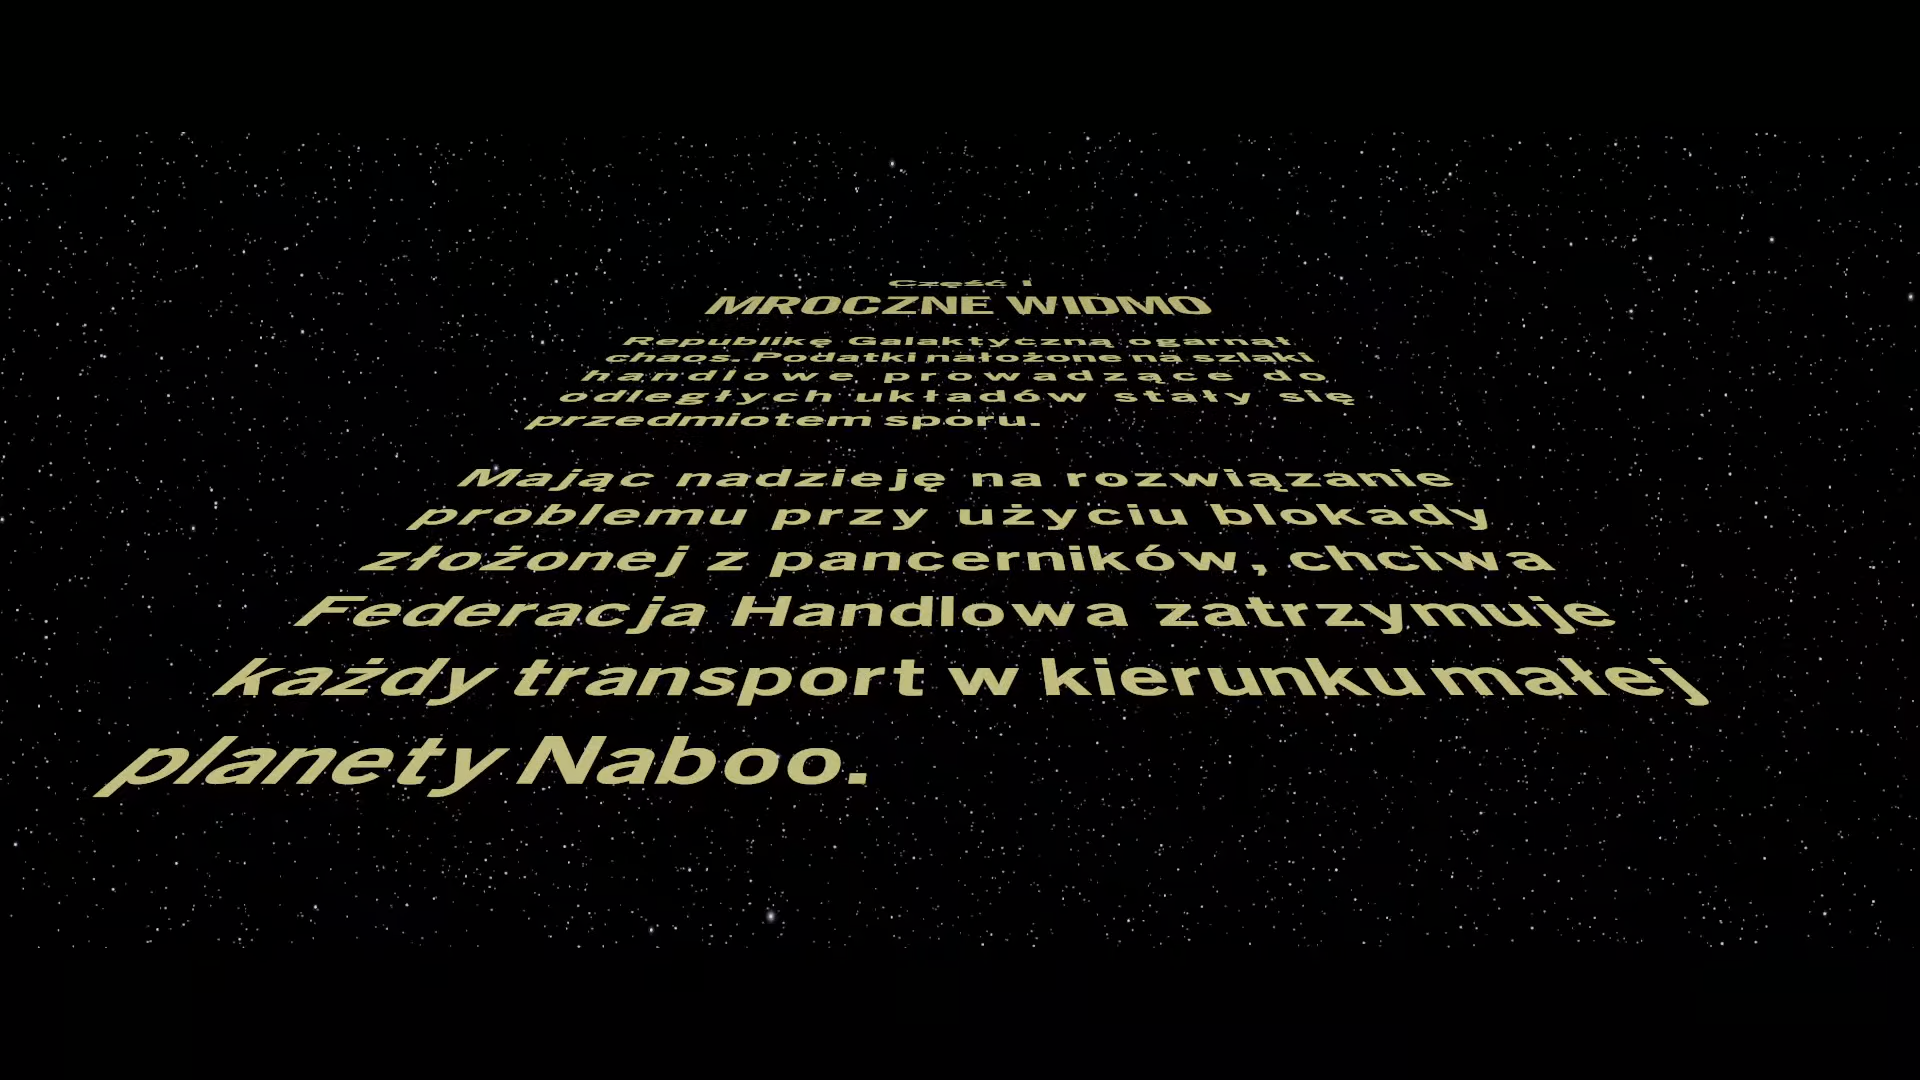 Część I
MROCZNE WIDMO
Republikę Galaktyczną ogarnął
chaos. Podatki nałożone na szlaki
handlowe prowadzące do
odległych układów stały się
przedmiotem sporu.
Mając nadzieję na rozwiązanie
problemu przy użyciu blokady
złożonej z pancerników, chciwa
Federacja Handlowa zatrzymuje
każdy transport w kierunku małej
planety Naboo.